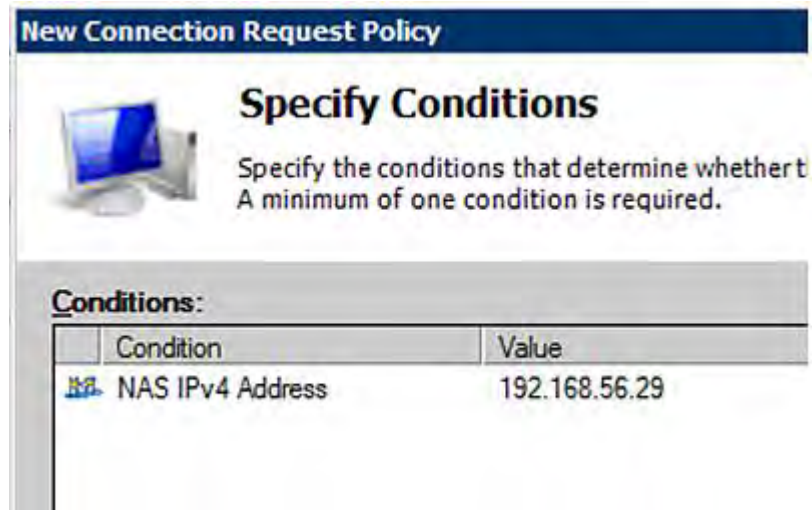 New Connection Request Policy
Specify Conditions
Specify the conditions that determine whether t
A minimum of one condition is required.
Conditions:
Condition Value
NAS IPv4 Address 192.168.56.29